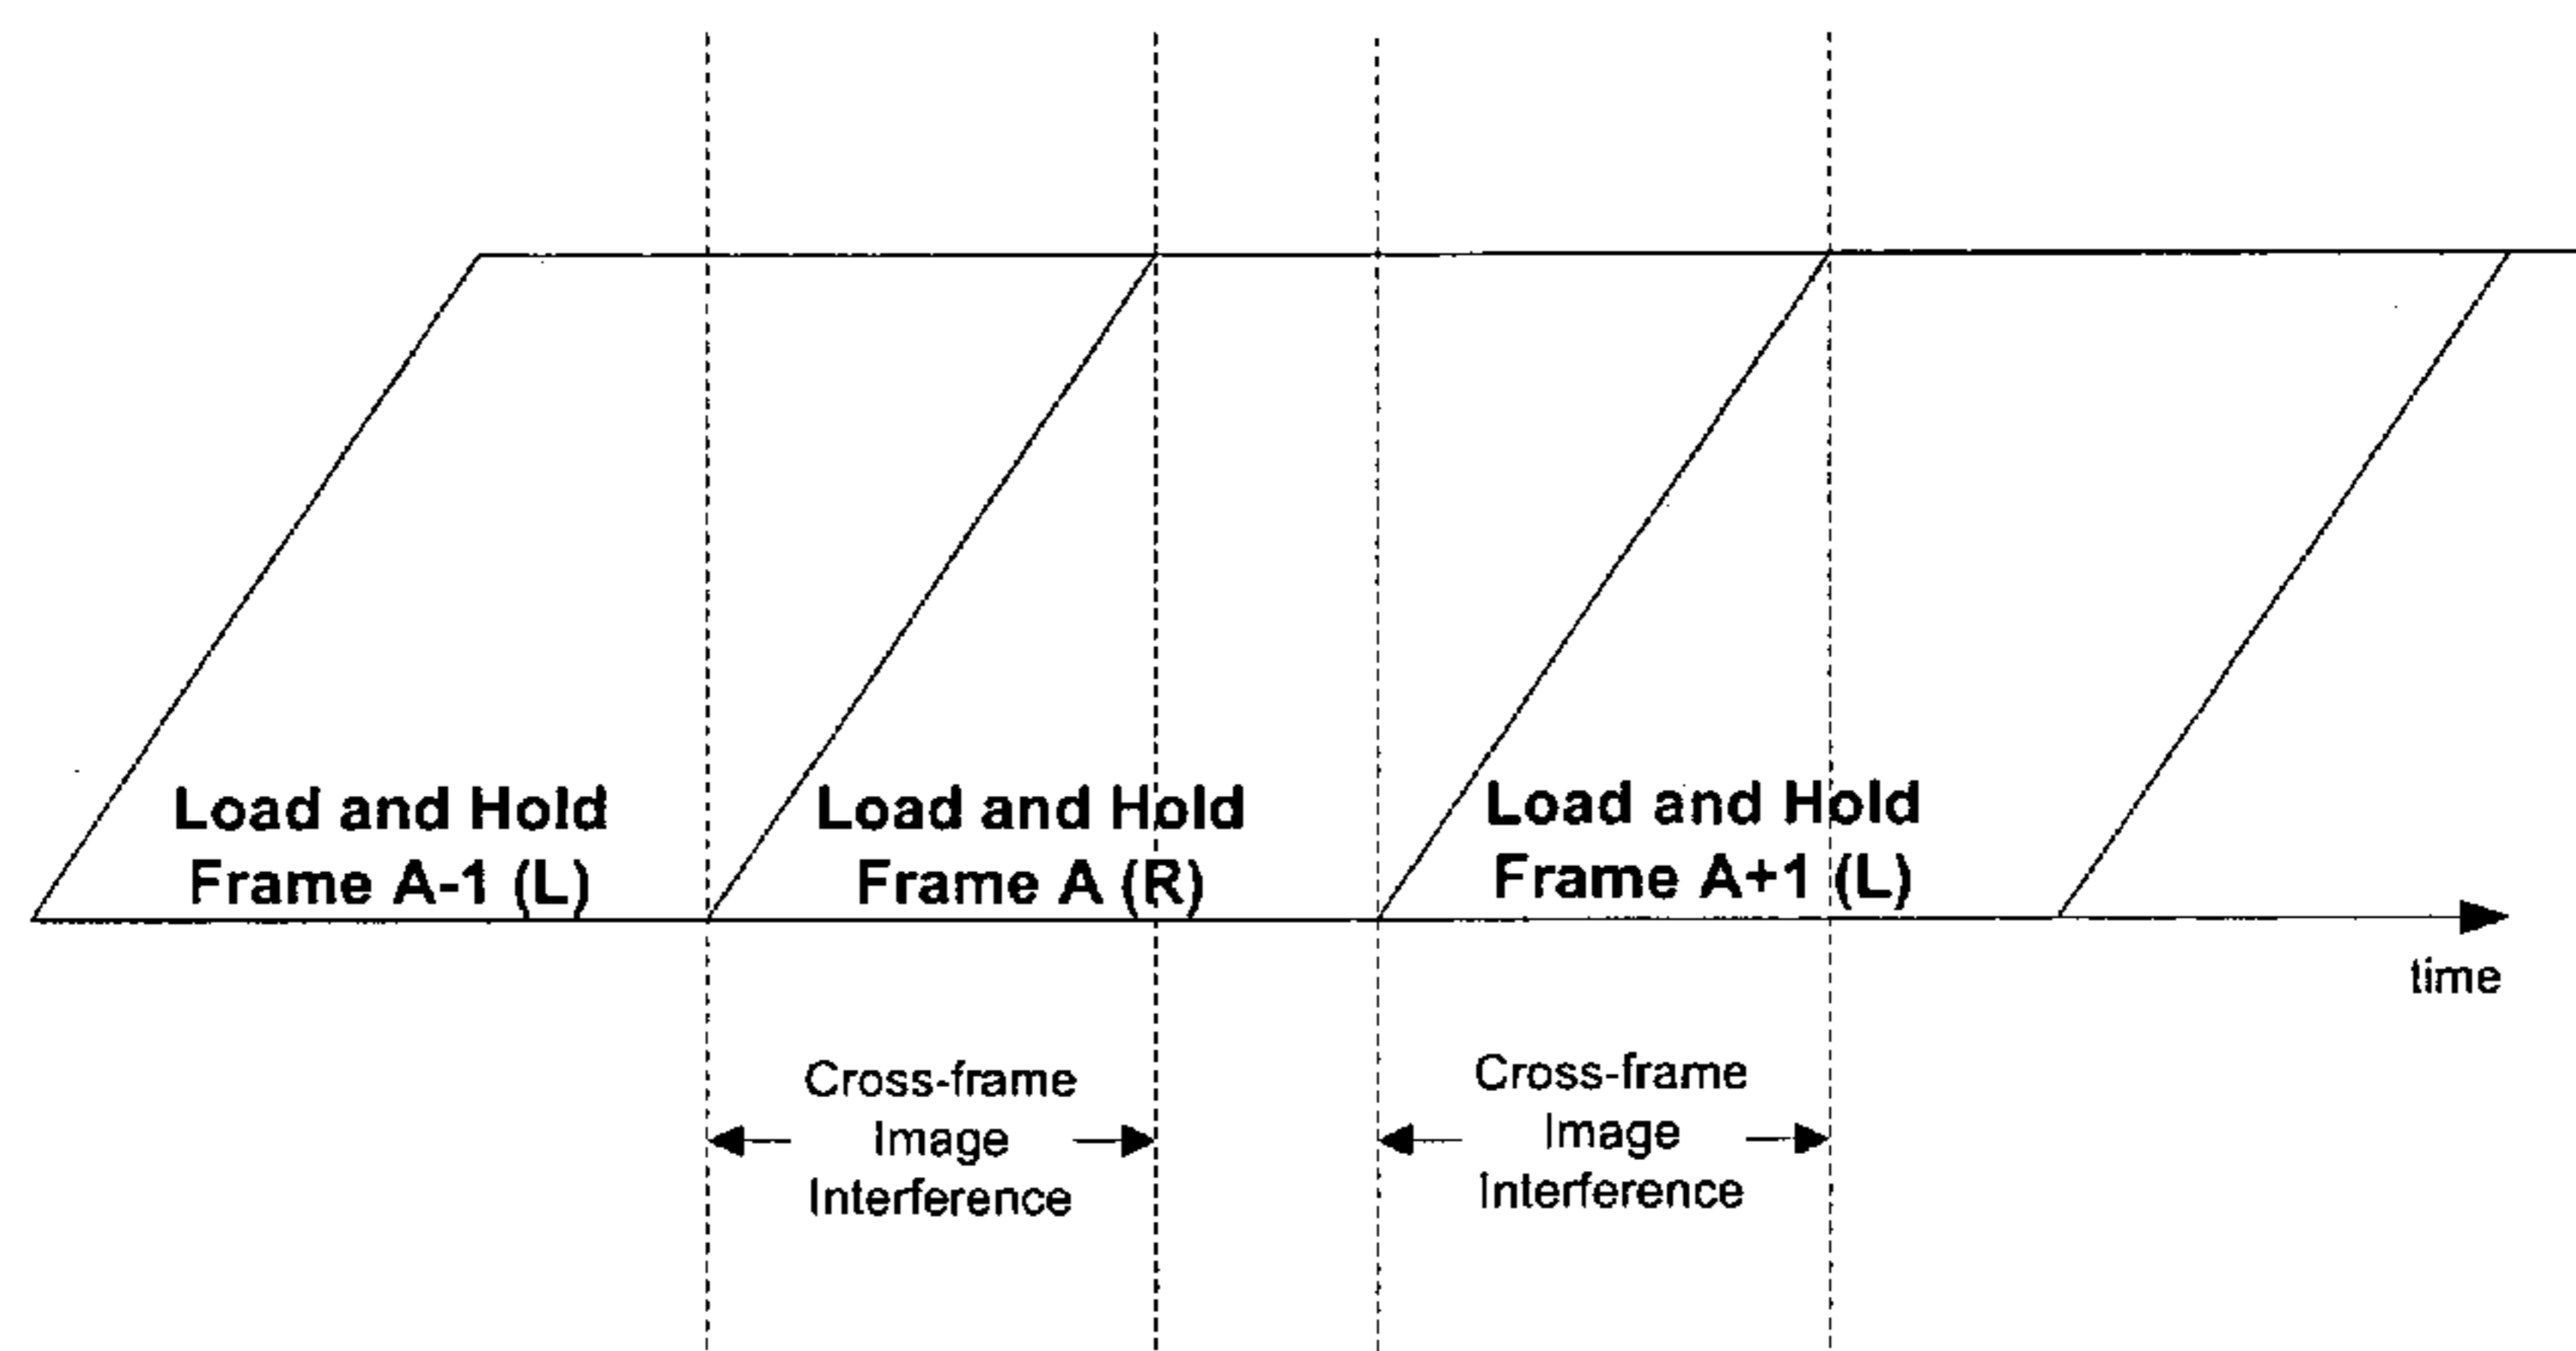 Load and Hold
Frame A-1 (L)
Load and Hold
Frame A (R)
Load and Hold
Frame A+1 (L)
time
Cross-frame
Image
Interference
Cross-frame
Image
Interference